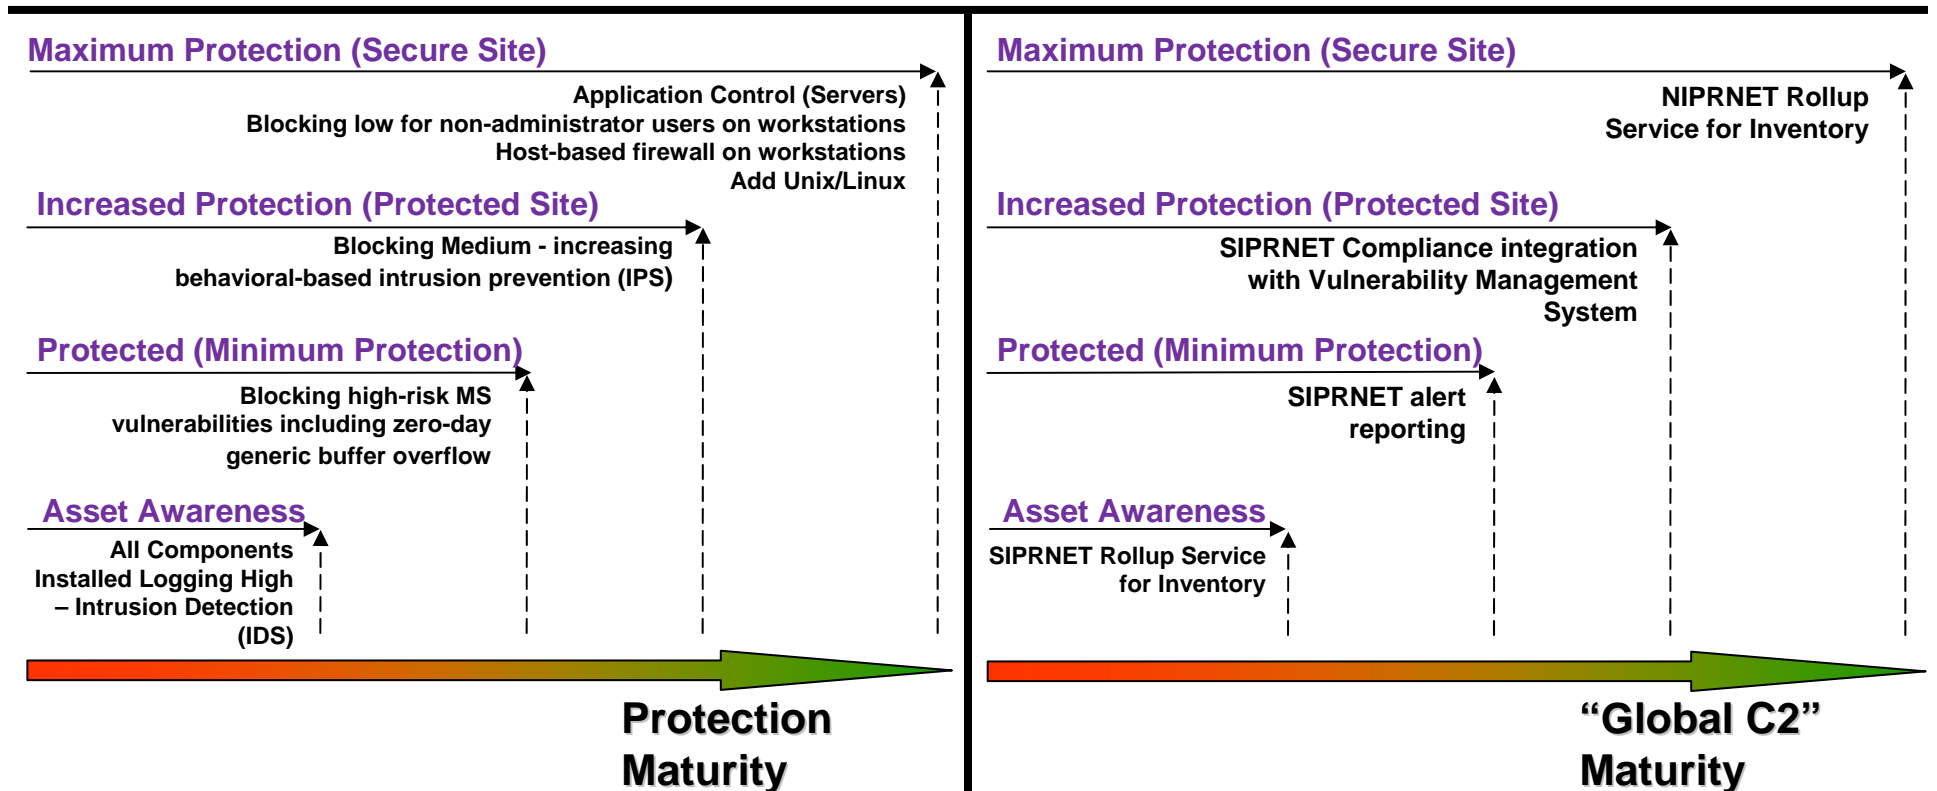 Maximum Protection (Secure Site)
Application Control (Servers)
Blocking low for non-administrator users on workstations
Host-based firewall on workstations
Add Unix/Linux
Increased Protection (Protected Site)
Blocking Medium - increasing
behavioral-based intrusion prevention (IPS)
Protected (Minimum Protection)
Blocking high-risk MS
vulnerabilities including zero-day
generic buffer overflow
Asset Awareness
All Components
Installed Logging High
– Intrusion Detection
(IDS)
Protection
Maturity
Maximum Protection (Secure Site)
NIPRNET Rollup
Service for Inventory
Increased Protection (Protected Site)
SIPRNET Compliance integration
with Vulnerability Management
System
Protected (Minimum Protection)
SIPRNET alert
reporting
Asset Awareness
SIPRNET Rollup Service
for Inventory
“Global C2”
Maturity